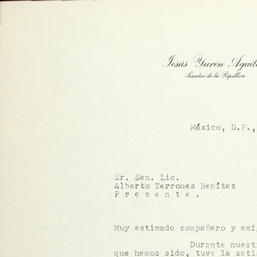 Jesús Yurén Aguil
Senador de la República
México, D.F.,
Sr. Sen. Lic.
Alberto Terrones Benítez
P r e s e n t e .
Muy estimado compañero y ami
Durante nuest
que hemos sido, tuve la sati